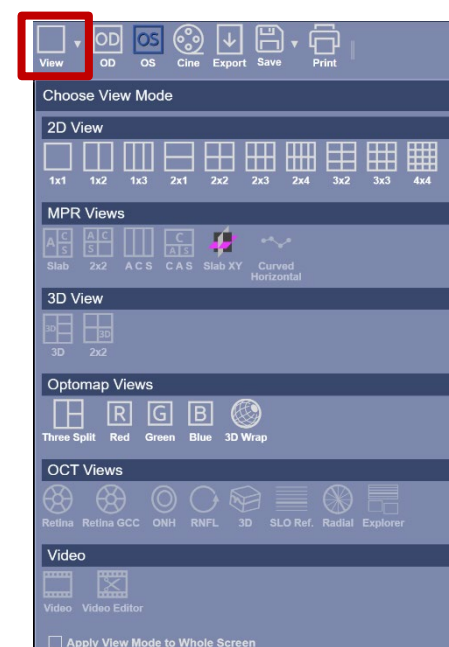 OD OS
View OD OS Cine Export Save Print
Choose View Mode
2D View
1x1 1x2 1x3 2x1 2x2 2x3 2x4 3x2 3x3 4x4
MPR Views
A C S A C S C A S
Slab 2x2 A C S C A S Slab XY Curved
Horizontal
3D View
3D 3D
3D 2x2
Optomap Views
R G B
Three Split Red Green Blue 3D Wrap
OCT Views
Retina Retina GCC ONH RNFL 3D SLO Ref. Radial Explorer
Video
Video Video Editor
Apply View Mode to Whole Screen